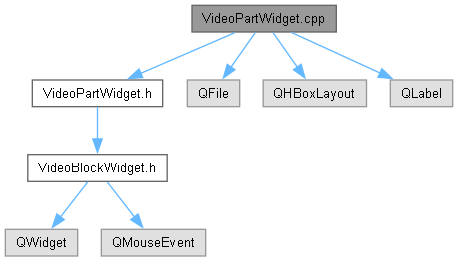 VideoPartWidget.cpp
VideoPartWidget.h
QFile
QHBoxLayout
QLabel
VideoBlockWidget.h
QWidget
QMouseEvent